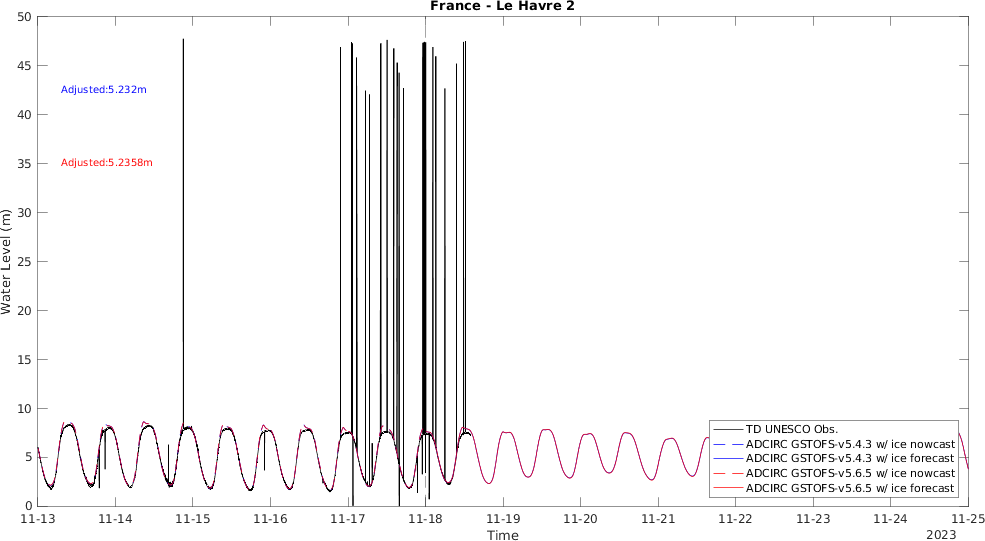 France - Le Havre 2
50
45
40
35
30
25
20
15
10
5
0
Water Level (m)
Adjusted:5.232m
Adjusted:5.2358m
TD UNESCO Obs.
ADCIRC GSTOFS-v5.4.3 w/ ice nowcast
ADCIRC GSTOFS-v5.4.3 w/ ice forecast
ADCIRC GSTOFS-v5.6.5 w/ ice nowcast
ADCIRC GSTOFS-v5.6.5 w/ ice forecast
11-13 11-14 11-15 11-16 11-17 11-18 11-19 11-20 11-21 11-22 11-23 11-24 11-25
Time
2023